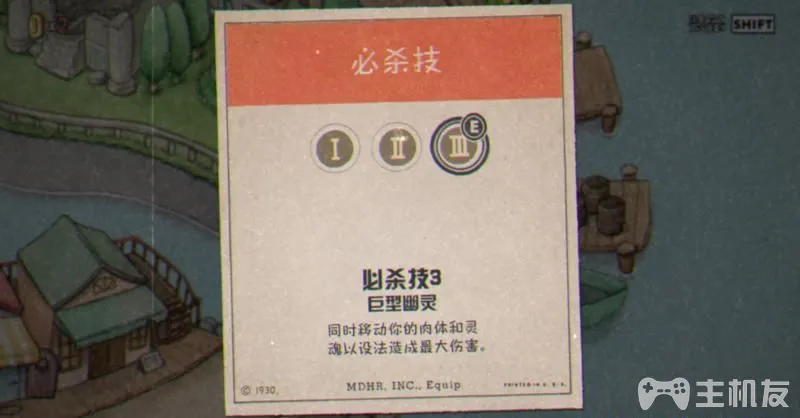 SHIFT
必杀技
I
II
III
E
必杀技3
巨型幽灵
同时移动你的肉体和灵
魂以设法造成最大伤害。
© 1930,
MDHR, INC., Equip
PRINTED IN U. S. A.
主机友